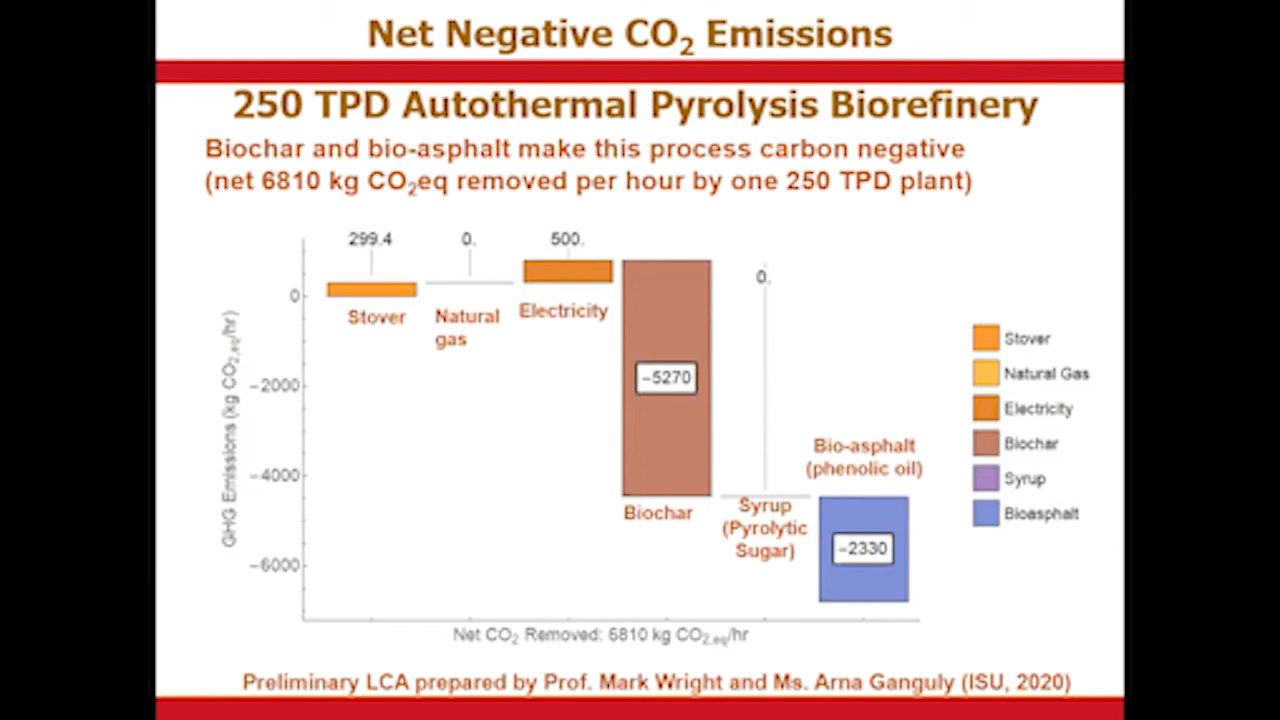 Net Negative CO₂ Emissions
250 TPD Autothermal Pyrolysis Biorefinery
Biochar and bio-asphalt make this process carbon negative
(net 6810 kg CO₂eq removed per hour by one 250 TPD plant)
299.4
0.
500.
0.
0
−2000
−4000
−6000
GHG Emissions (kg CO₂,eq/hr)
Stover
Natural
gas
Electricity
−5270
Biochar
Syrup
(Pyrolytic
Sugar)
Bio-asphalt
(phenolic oil)
−2330
Stover
Natural Gas
Electricity
Biochar
Syrup
Bioasphalt
Net CO₂ Removed: 6810 kg CO₂,eq/hr
Preliminary LCA prepared by Prof. Mark Wright and Ms. Arna Ganguly (ISU, 2020)